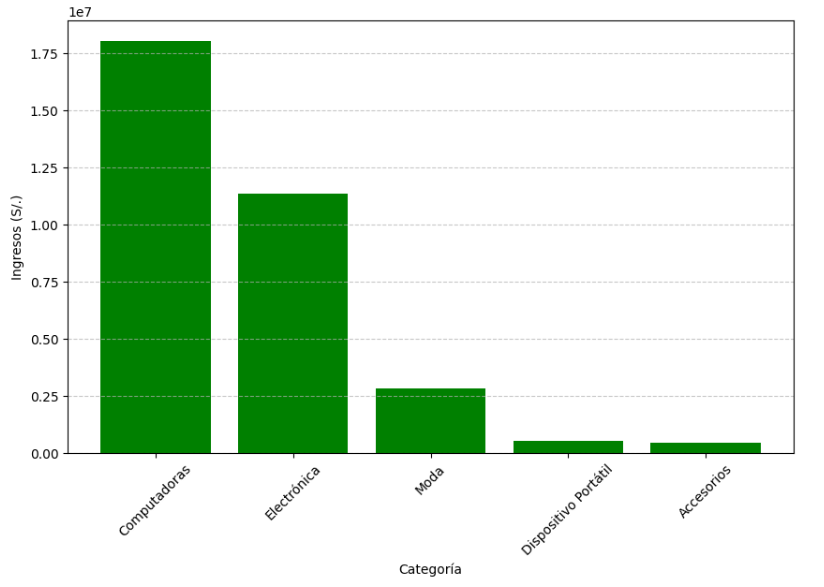 1e7
1.75
1.50
1.25
1.00
0.75
0.50
0.25
0.00
Ingresos (S/.)
Computadoras
Electrónica
Moda
Dispositivo Portátil
Accesorios
Categoría